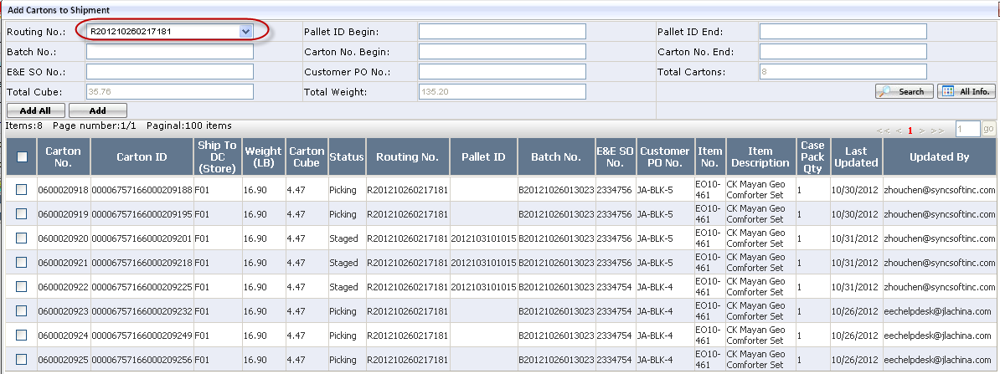 Add Cartons to Shipment
Routing No.: R201210260217181 Pallet ID Begin: Pallet ID End:
Batch No.: Carton No. Begin: Carton No. End:
E&E SO No.: Customer PO No.: Total Cartons: 8
Total Cube: 35.76 Total Weight: 135.20 Search All Info.
Add All Add
Items:8 Page number:1/1 Paginal:100 items << < 1 > >> 1 go
Carton No. Carton ID Ship To DC (Store) Weight (LB) Carton Cube Status Routing No. Pallet ID Batch No. E&E SO No. Customer PO No. Item No. Item Description Case Pack Qty Last Updated Updated By
0600020918 00006757166009209188 F01 16.90 4.47 Picking R201210260217181 B20121026013023 2334756 JA-BLK-5 EO10-461 CK Mayan Geo Comforter Set 1 10/30/2012 zhouchen@syncsoftinc.com
0600020919 00006757166000209195 F01 16.90 4.47 Picking R201210260217181 B20121026013023 2334756 JA-BLK-5 EO10-461 CK Mayan Geo Comforter Set 1 10/30/2012 zhouchen@syncsoftinc.com
0600020920 00006757166000209201 F01 16.90 4.47 Staged R201210260217181 2012103101015 B20121026013023 2334756 JA-BLK-5 EO10-461 CK Mayan Geo Comforter Set 1 10/31/2012 zhouchen@syncsoftinc.com
0600020921 00006757166000209218 F01 16.90 4.47 Staged R201210260217181 2012103101015 B20121026013023 2334756 JA-BLK-5 EO10-461 CK Mayan Geo Comforter Set 1 10/31/2012 zhouchen@syncsoftinc.com
0600020922 00006757166000209225 F01 16.90 4.47 Staged R201210260217181 2012103101015 B20121026013023 2334754 JA-BLK-4 EO10-461 CK Mayan Geo Comforter Set 1 10/31/2012 zhouchen@syncsoftinc.com
0600020923 00006757166000209232 F01 16.90 4.47 Picking R201210260217181 B20121026013023 2334754 JA-BLK-4 EO10-461 CK Mayan Geo Comforter Set 1 10/26/2012 eechelpdesk@jlachina.com
0600020924 00006757166000209249 F01 16.90 4.47 Picking R201210260217181 B20121026013023 2334754 JA-BLK-4 EO10-461 CK Mayan Geo Comforter Set 1 10/26/2012 eechelpdesk@jlachina.com
0600020925 00006757166000209256 F01 16.90 4.47 Picking R201210260217181 B20121026013023 2334754 JA-BLK-4 EO10-461 CK Mayan Geo Comforter Set 1 10/26/2012 eechelpdesk@jlachina.com